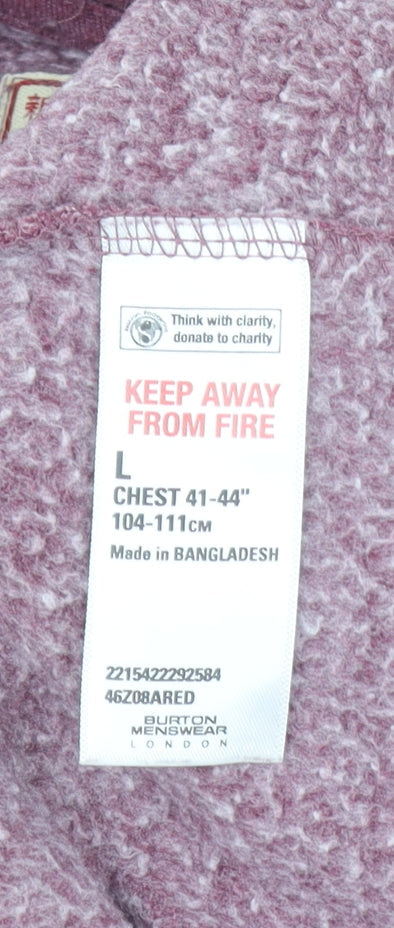 Think with clarity,
donate to charity
KEEP AWAY
FROM FIRE
L
CHEST 41-44"
104-111CM
Made in BANGLADESH
2215422292584
46Z08ARED
BURTON
MENSWEAR
LONDON